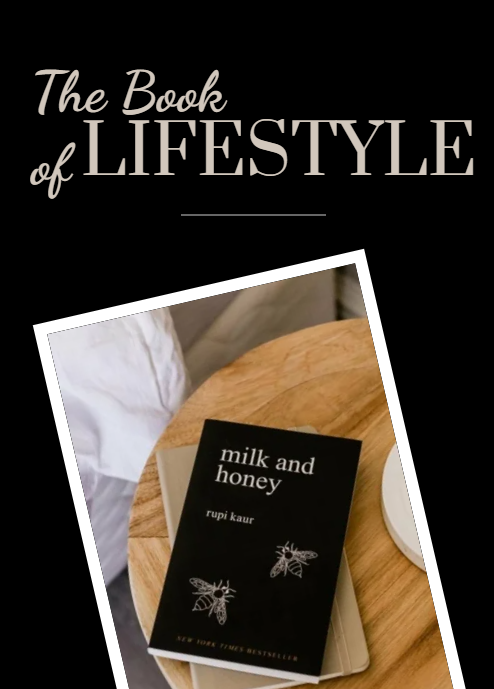 The Book
of LIFESTYLE
milk and
honey
rupi kaur
NEW YORK TIMES BESTSELLER